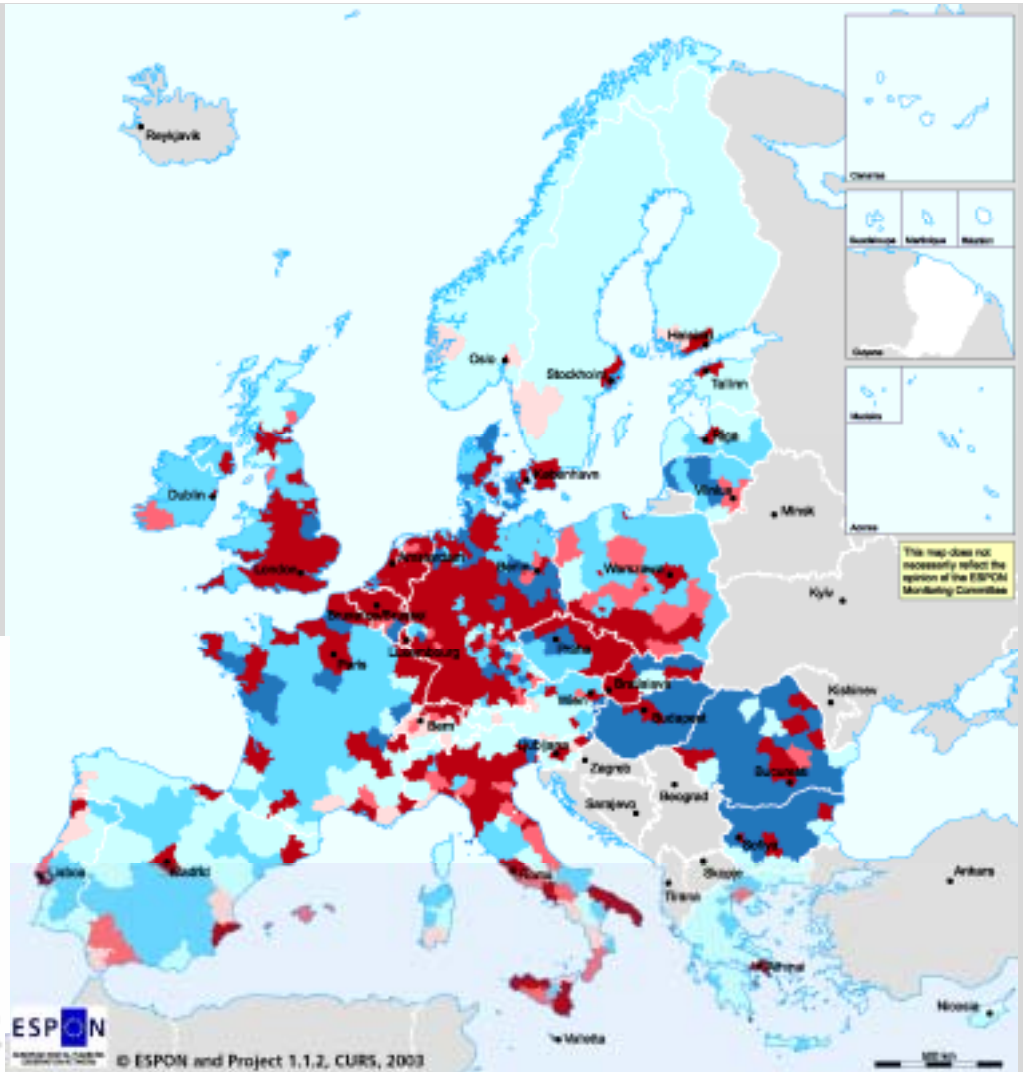 Reykjavik
Canarias
Guadeloupe
Martinique
Réunion
Guyane
Helsinki
Oslo
Stockholm
Tallinn
Madeira
Riga
København
Dublin
Vilnius
Minsk
Azores
This map does not
necessarily reflect the
opinion of the ESPON
Monitoring Committee
London
Amsterdam
Berlin
Warszawa
Kyiv
Praha
Luxembourg
Paris
Bratislava
Kishinev
Wien
Budapest
Bern
Ljubljana
Zagreb
Bucuresti
Beograd
Sarajevo
Sofiya
Lisboa
Madrid
Roma
Skopje
Ankara
Tirana
Athinai
Nicosia
Valletta
ESPON
© ESPON and Project 1.1.2, CURS, 2003